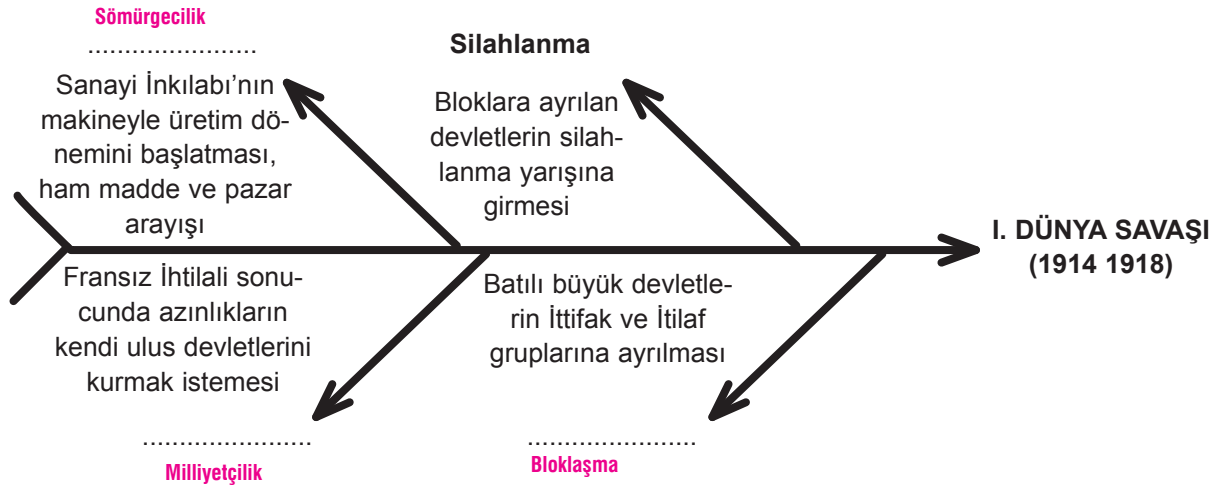 Sömürgecilik
.......................
Sanayi İnkılabı’nın
makineyle üretim dö-
nemini başlatması,
ham madde ve pazar
arayışı
Silahlanma
Bloklara ayrılan
devletlerin silah-
lanma yarışına
girmesi
I. DÜNYA SAVAŞI
(1914 1918)
Fransız İhtilali sonu-
cunda azınlıkların
kendi ulus devletlerini
kurmak istemesi
.......................
Milliyetçilik
Batılı büyük devletle-
rin İttifak ve İtilaf
gruplarına ayrılması
.......................
Bloklaşma